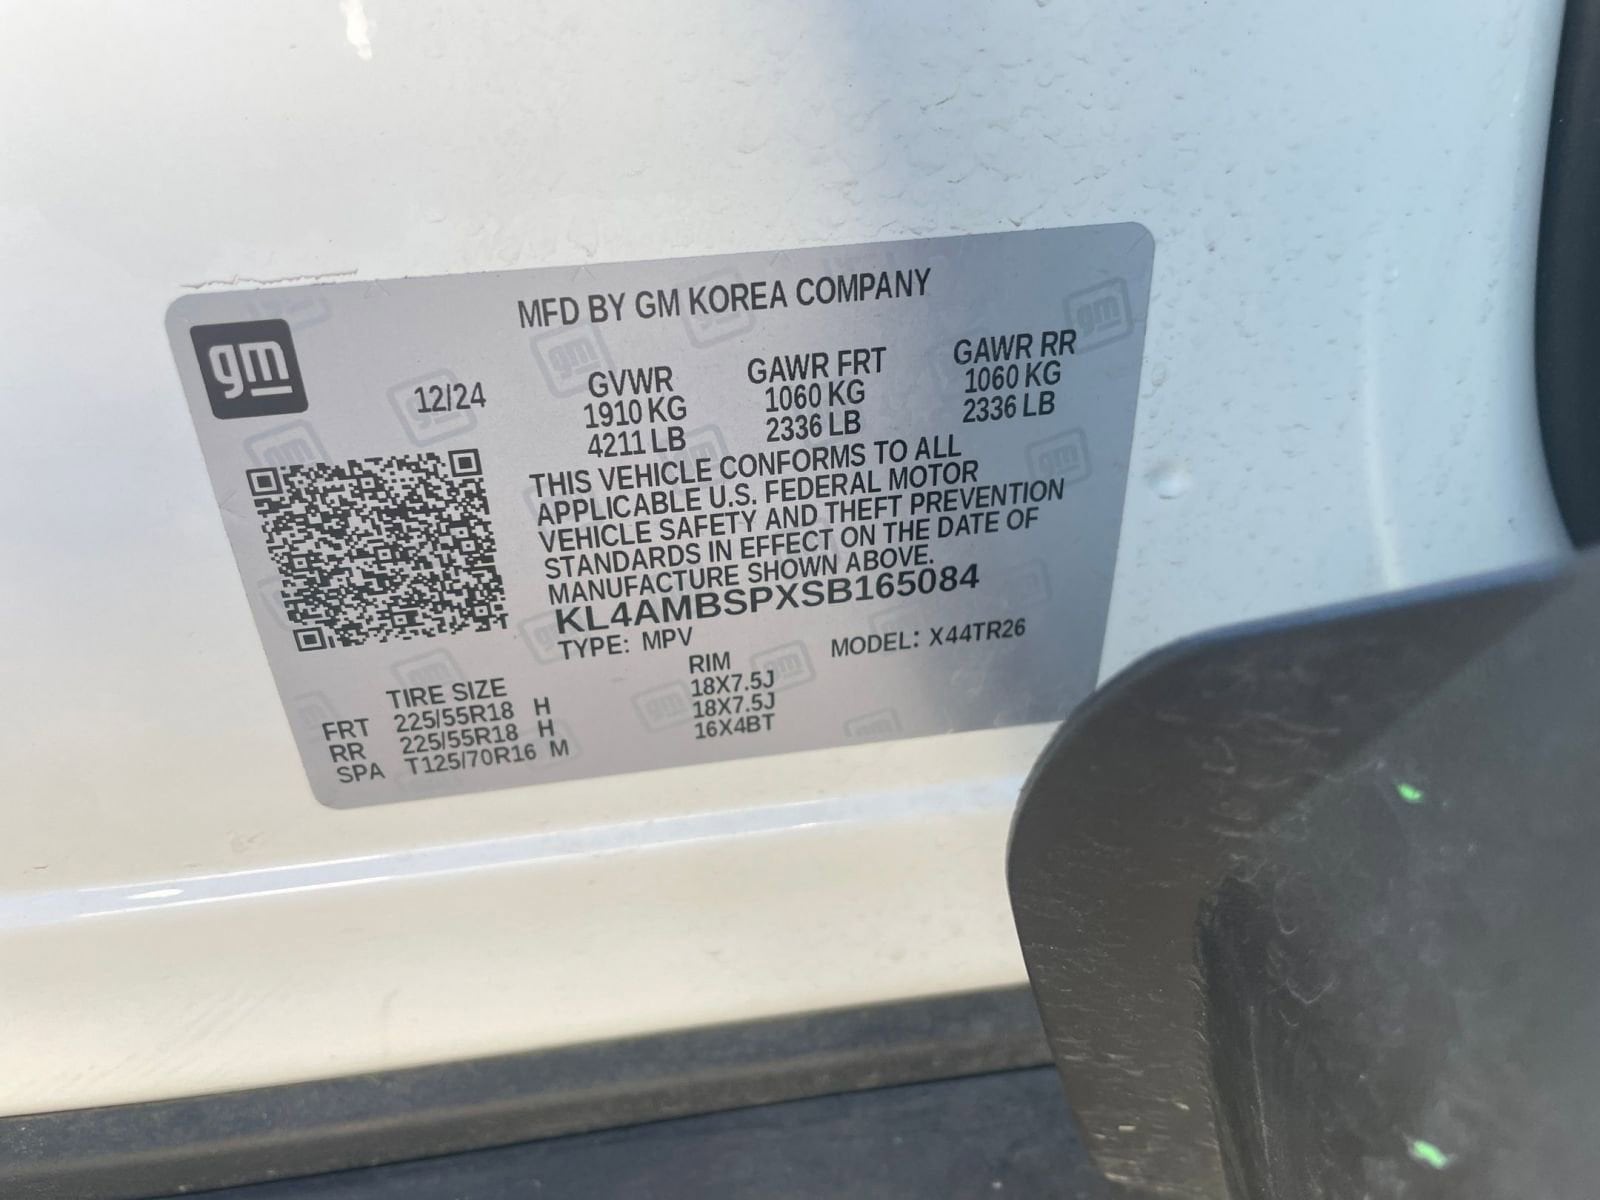 MFD BY GM KOREA COMPANY
gm
12/24
GVWR GAWR FRT GAWR RR
1910 KG 1060 KG 1060 KG
4211 LB 2336 LB 2336 LB
THIS VEHICLE CONFORMS TO ALL
APPLICABLE U.S. FEDERAL MOTOR
VEHICLE SAFETY AND THEFT PREVENTION
STANDARDS IN EFFECT ON THE DATE OF
MANUFACTURE SHOWN ABOVE.
KL4AMBSPXSB165084
TYPE: MPV MODEL: X44TR26
TIRE SIZE RIM
FRT 225/55R18 H 18X7.5J
RR 225/55R18 H 18X7.5J
SPA T125/70R16 M 16X4BT